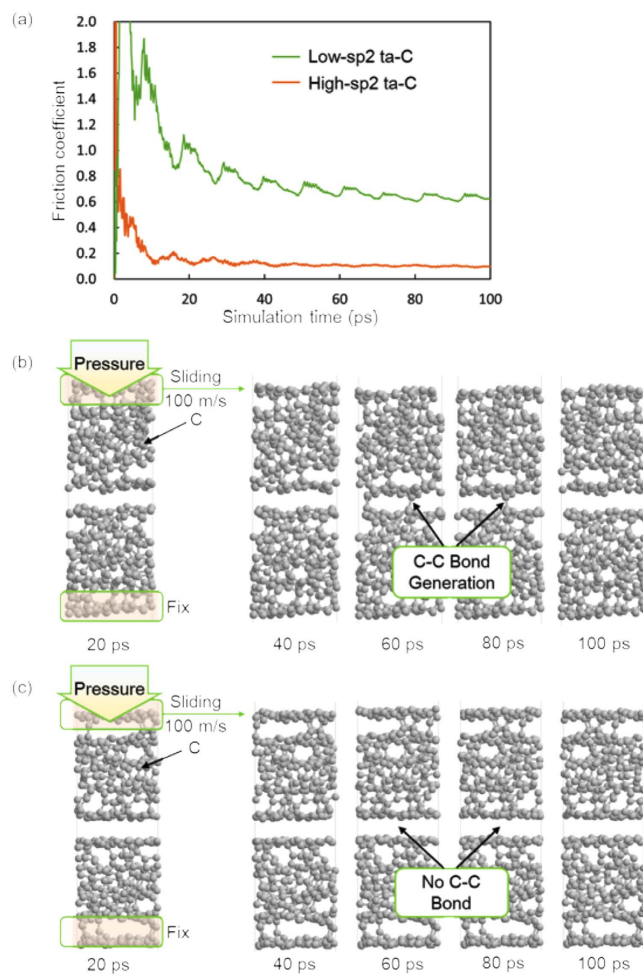 (a)
2.0
1.8
1.6
1.4
1.2
1.0
0.8
0.6
0.4
0.2
0.0
Friction coefficient
Low-sp2 ta-C
High-sp2 ta-C
0 20 40 60 80 100
Simulation time (ps)
(b)
Pressure
Sliding
100 m/s
C
C-C Bond
Generation
Fix
20 ps 40 ps 60 ps 80 ps 100 ps
(c)
Pressure
Sliding
100 m/s
C
No C-C
Bond
Fix
20 ps 40 ps 60 ps 80 ps 100 ps